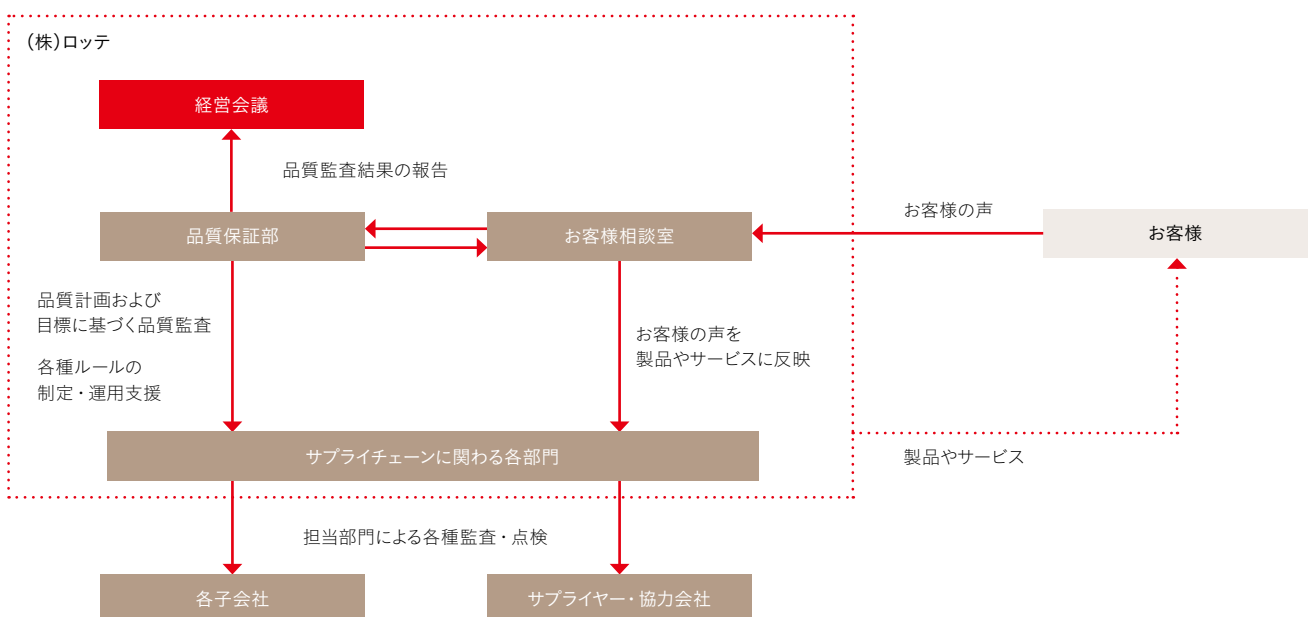 (株)ロッテ
経営会議
品質監査結果の報告
お客様の声
品質保証部
お客様相談室
お客様
品質計画および
目標に基づく品質監査
各種ルールの
制定・運用支援
お客様の声を
製品やサービスに反映
サプライチェーンに関わる各部門
製品やサービス
担当部門による各種監査・点検
各子会社
サプライヤー・協力会社